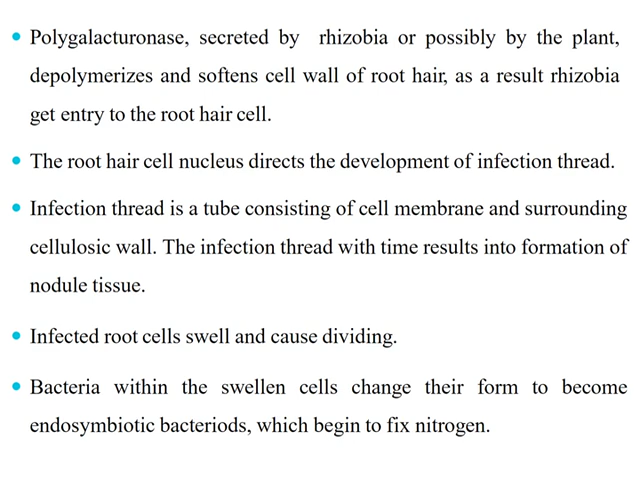 • Polygalacturonase, secreted by rhizobia or possibly by the plant,
depolymerizes and softens cell wall of root hair, as a result rhizobia
get entry to the root hair cell.
• The root hair cell nucleus directs the development of infection thread.
• Infection thread is a tube consisting of cell membrane and surrounding
cellulosic wall. The infection thread with time results into formation of
nodule tissue.
• Infected root cells swell and cause dividing.
• Bacteria within the swellen cells change their form to become
endosymbiotic bacteriods, which begin to fix nitrogen.